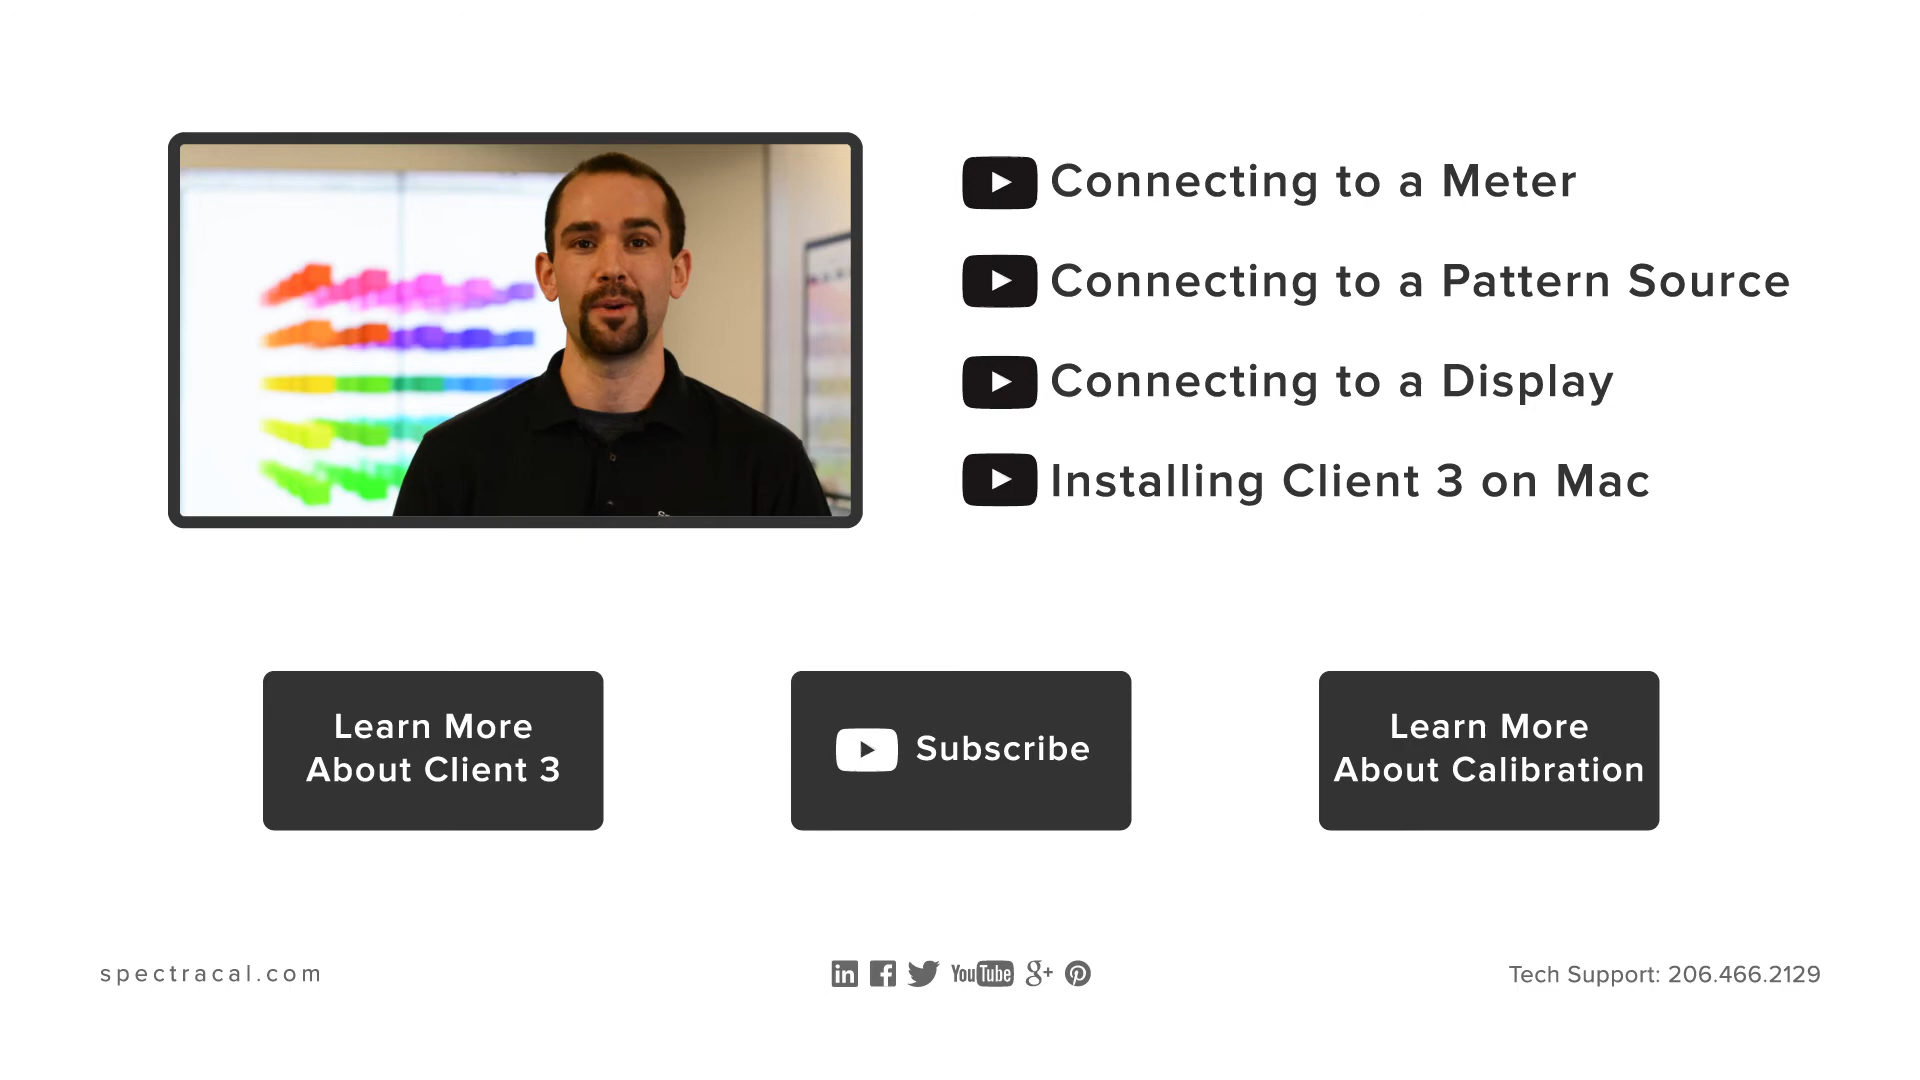 Connecting to a Meter
Connecting to a Pattern Source
Connecting to a Display
Installing Client 3 on Mac
Learn More
About Client 3
Subscribe
Learn More
About Calibration
spectracal.com
in f YouTube g+
Tech Support: 206.466.2129